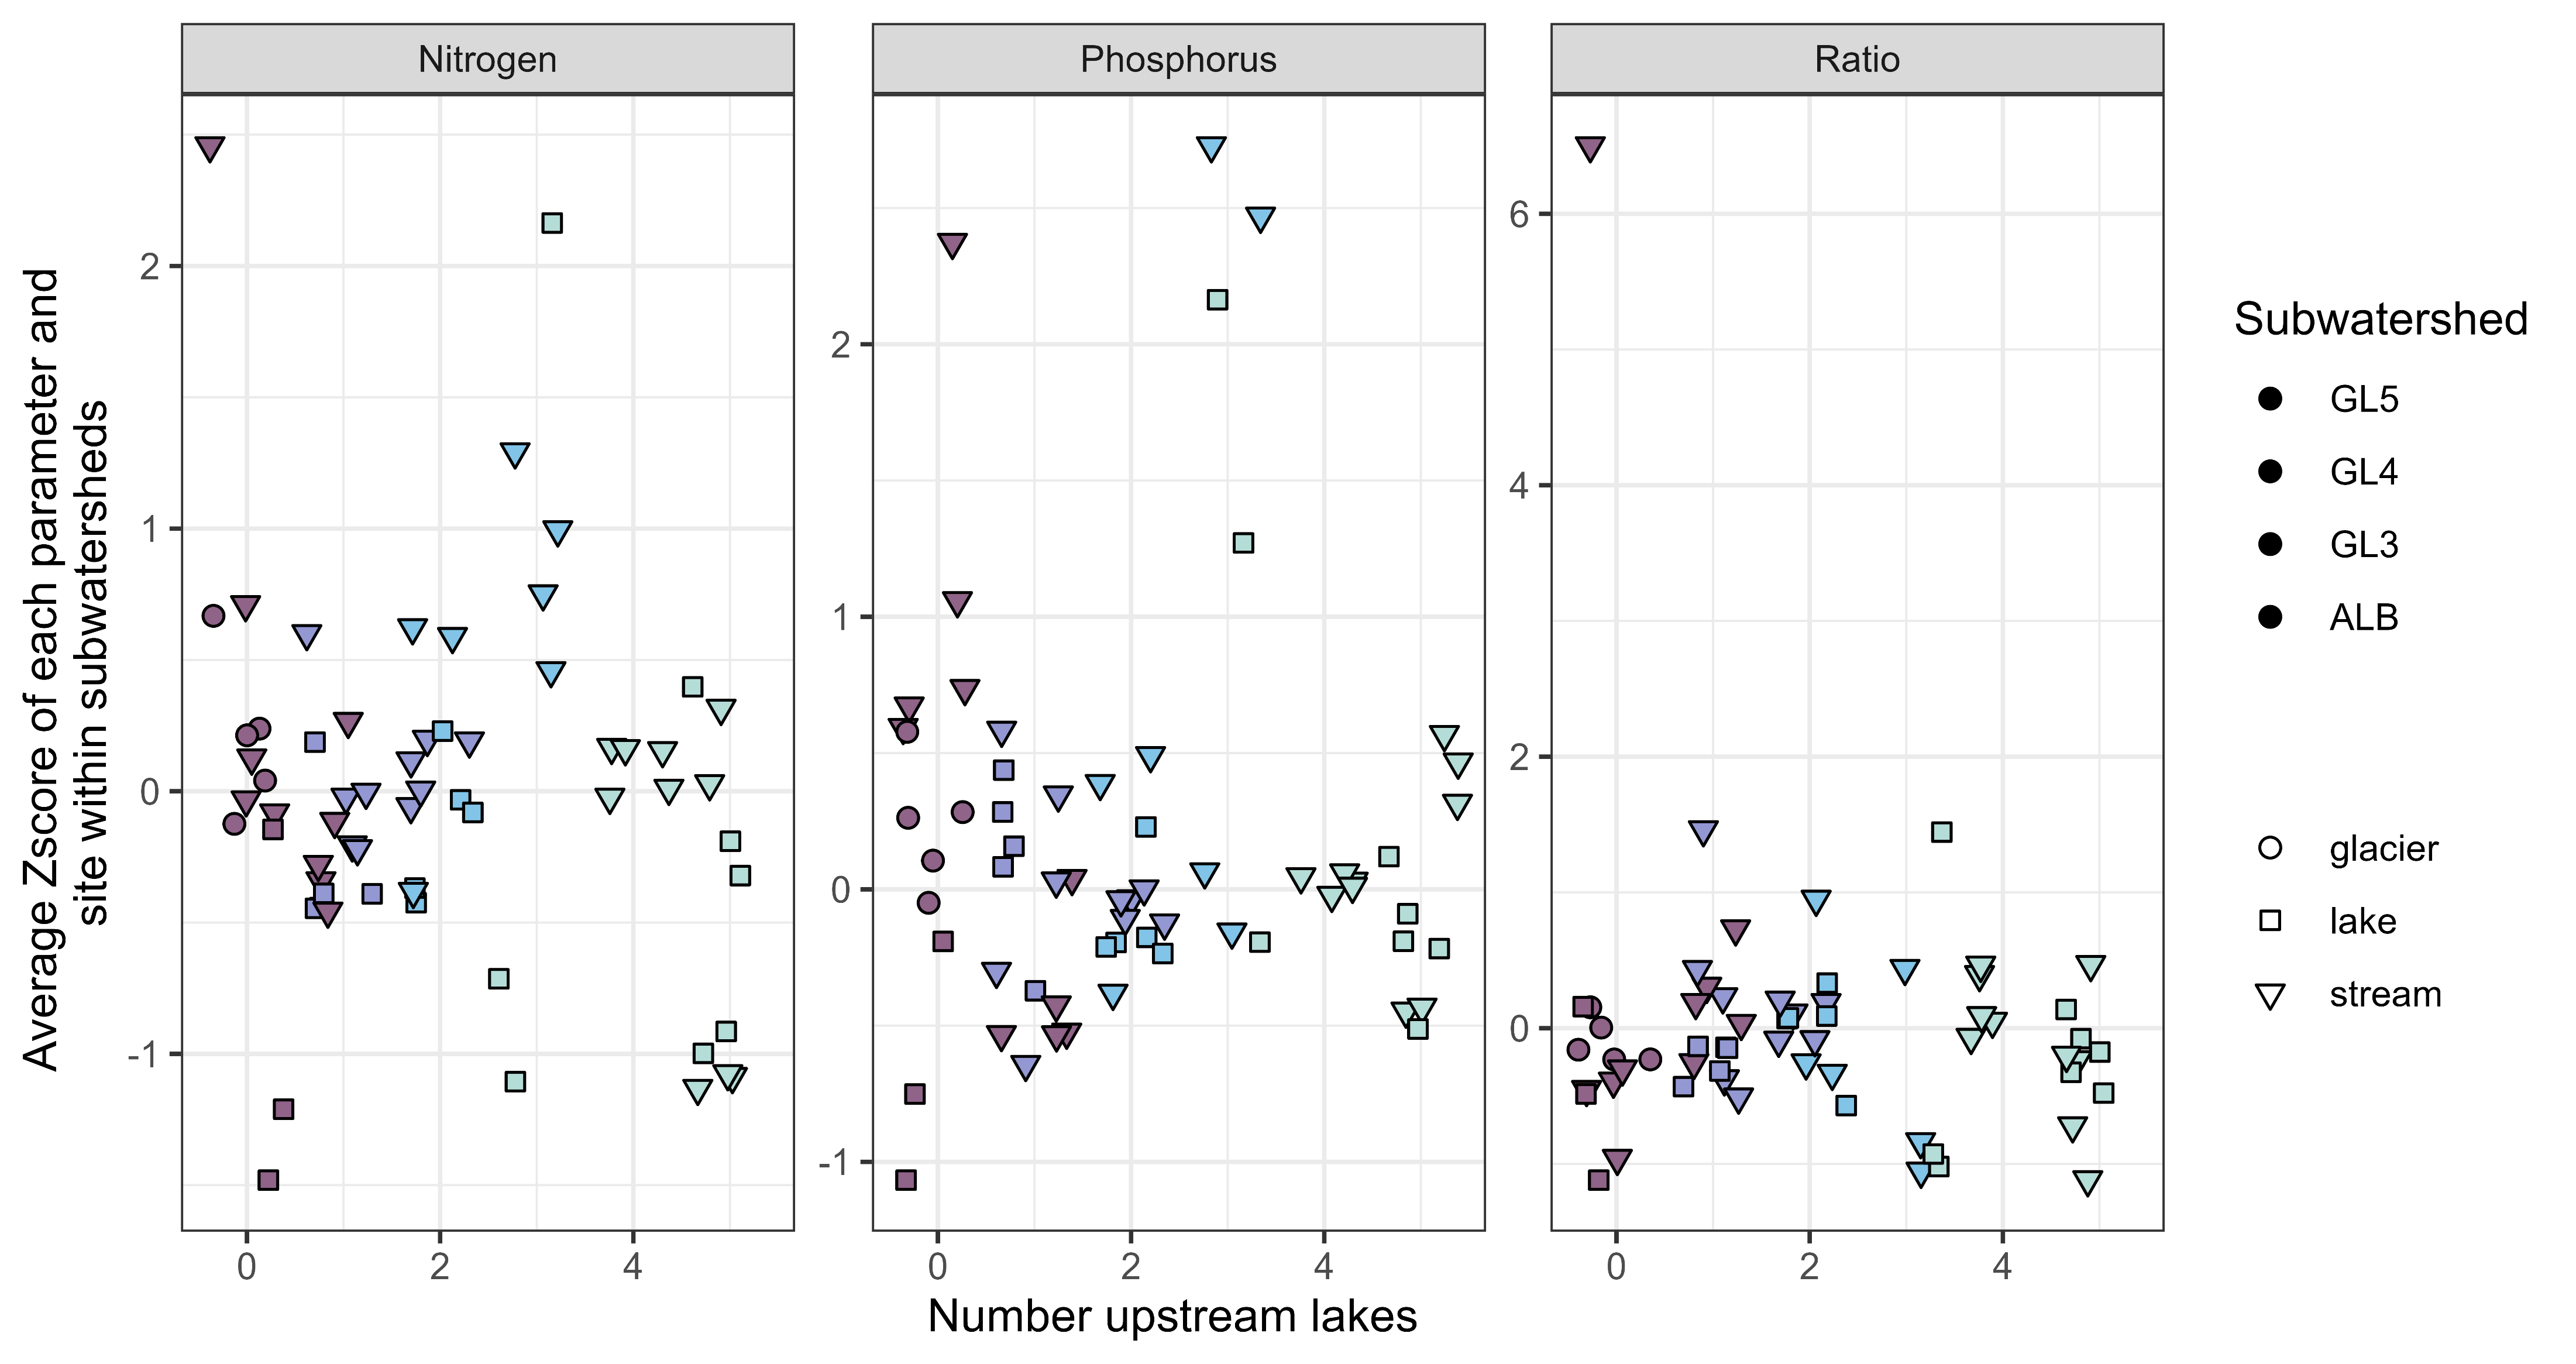 Nitrogen
Phosphorus
Ratio
Average Zscore of each parameter and
site within subwatersheds
2
1
0
-1
2
1
0
-1
6
4
2
0
0 2 4
0 2 4
0 2 4
Number upstream lakes
Subwatershed
GL5
GL4
GL3
ALB
glacier
lake
stream